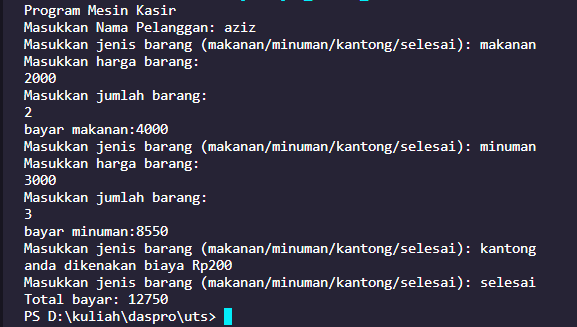 Program Mesin Kasir
Masukkan Nama Pelanggan: aziz
Masukkan jenis barang (makanan/minuman/kantong/selesai): makanan
Masukkan harga barang:
2000
Masukkan jumlah barang:
2
bayar makanan:4000
Masukkan jenis barang (makanan/minuman/kantong/selesai): minuman
Masukkan harga barang:
3000
Masukkan jumlah barang:
3
bayar minuman:8550
Masukkan jenis barang (makanan/minuman/kantong/selesai): kantong
anda dikenakan biaya Rp200
Masukkan jenis barang (makanan/minuman/kantong/selesai): selesai
Total bayar: 12750
PS D:\kuliah\daspro\uts>